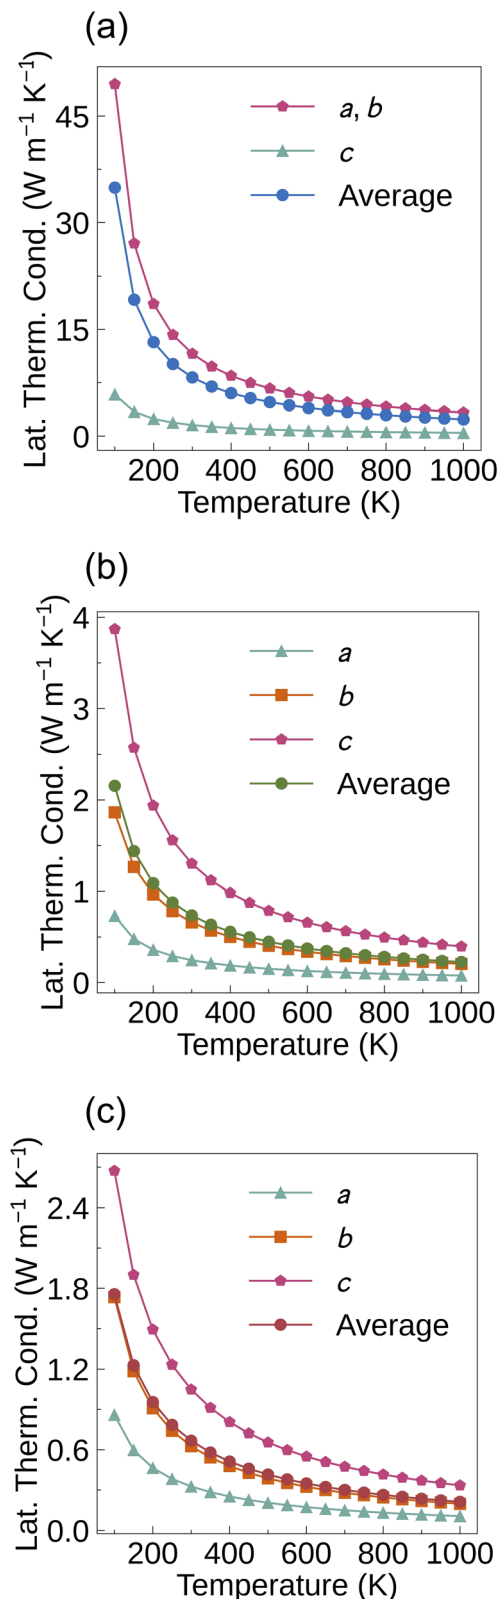 (a)
Lat. Therm. Cond. (W m⁻¹ K⁻¹)
45
30
15
0
a, b
c
Average
200 400 600 800 1000
Temperature (K)
(b)
Lat. Therm. Cond. (W m⁻¹ K⁻¹)
4
3
2
1
0
a
b
c
Average
200 400 600 800 1000
Temperature (K)
(c)
Lat. Therm. Cond. (W m⁻¹ K⁻¹)
2.4
1.8
1.2
0.6
0.0
a
b
c
Average
200 400 600 800 1000
Temperature (K)